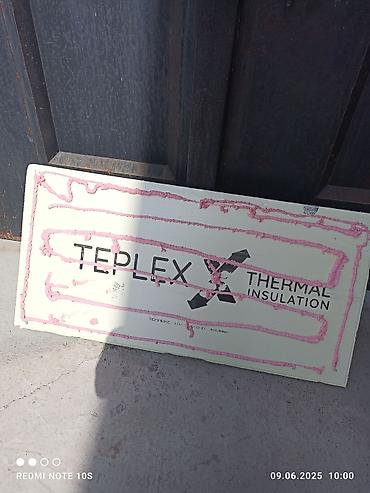 TEPLEX
THERMAL
INSULATION
REDMI NOTE 10S
09.06.2025 10:00